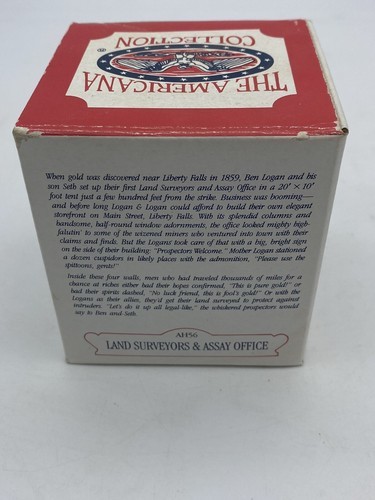 THE AMERICANA
COLLECTION®
When gold was discovered near Liberty Falls in 1859, Ben Logan and his
son Seth set up their first Land Surveyors and Assay Office in a 20' × 10'
foot tent just a few hundred feet from the strike. Business was booming—
and before long Logan & Logan could afford to build their own elegant
storefront on Main Street, Liberty Falls. With its splendid columns and
handsome, half-round window adornments, the office looked mighty high-
falutin' to some of the wizened miners who ventured into town with their
claims and finds. But the Logans took care of that with a big, bright sign
on the side of their building: "Prospectors Welcome." Mother Logan stationed
a dozen cuspidors in likely places with the admonition, "Please use the
spittoons, gents!"
Inside these four walls, men who had traveled thousands of miles for a
chance at riches either had their hopes confirmed, "This is pure gold!" or
had their spirits dashed, "No luck friend, this is fool's gold!" Or with the
Logans as their allies, they'd get their land surveyed to protect against
intruders. "Let's do it up all legal-like," the whiskered prospectors would
say to Ben and Seth.
AH56
LAND SURVEYORS & ASSAY OFFICE